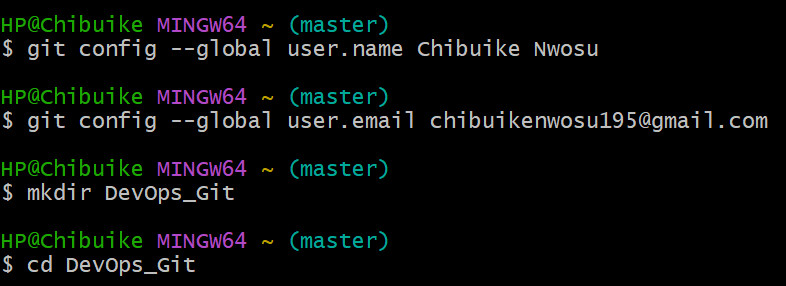 HP@Chibuike MINGW64 ~ (master)
$ git config --global user.name Chibuike Nwosu
HP@Chibuike MINGW64 ~ (master)
$ git config --global user.email chibuikenwosu195@gmail.com
HP@Chibuike MINGW64 ~ (master)
$ mkdir DevOps_Git
HP@Chibuike MINGW64 ~ (master)
$ cd DevOps_Git